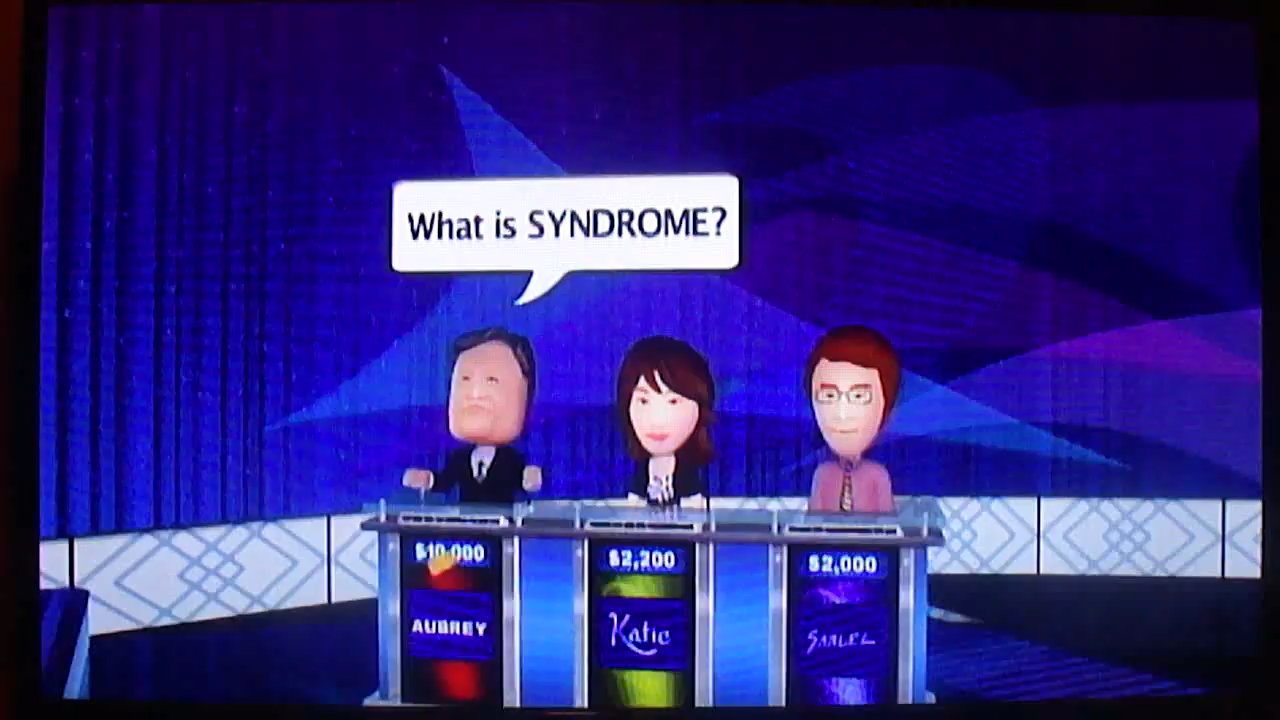 What is SYNDROME?
$10,000
$2,200
$2,000
AUBREY
Katie